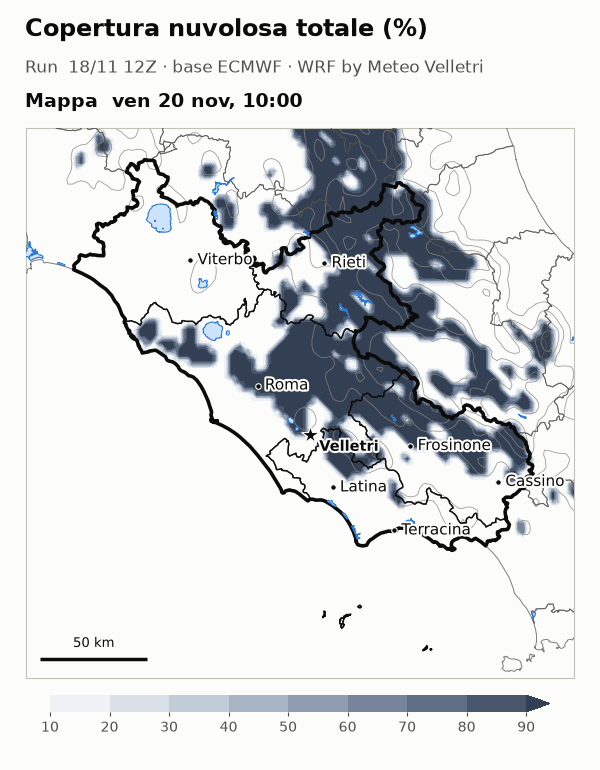 Copertura nuvolosa totale (%)
Run  18/11 12Z · base ECMWF · WRF by Meteo Velletri
Mappa  ven 20 nov, 10:00
Viterbo
Rieti
Roma
Velletri
Frosinone
Latina
Cassino
Terracina
50 km
10 20 30 40 50 60 70 80 90